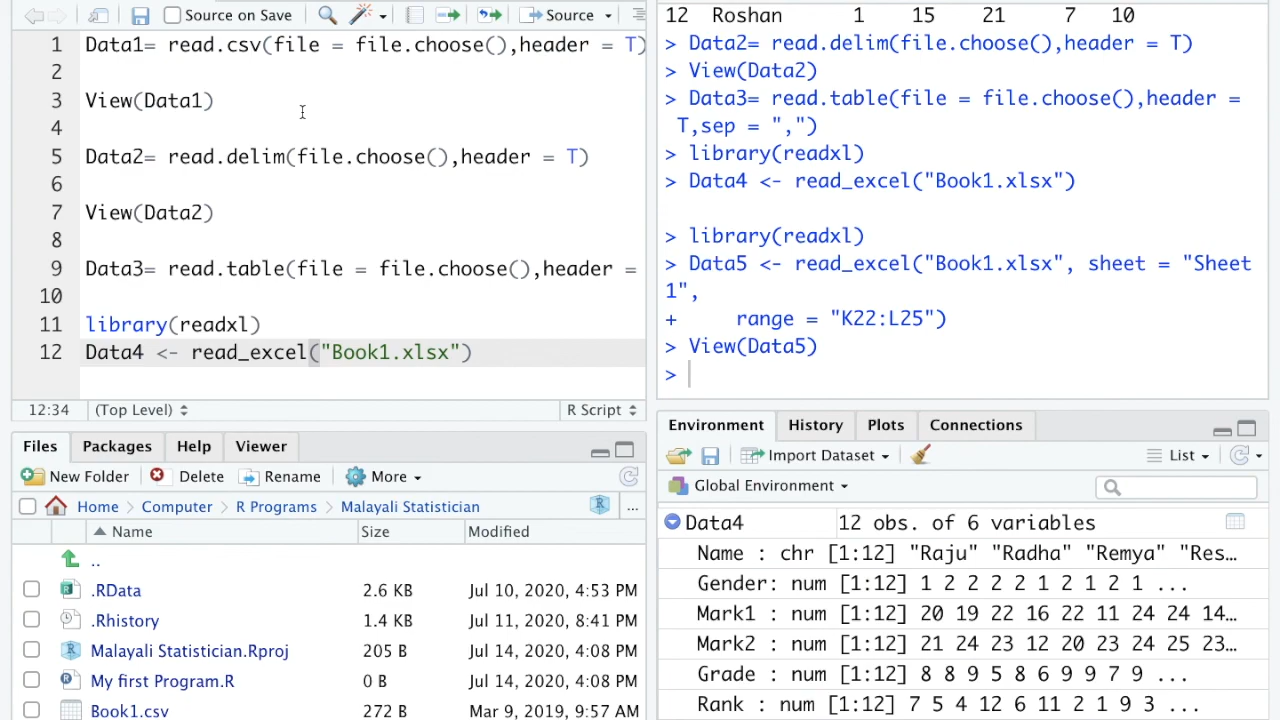 Source on Save
Source
1 Data1= read.csv(file = file.choose(),header = T)
2
3 View(Data1)
4
5 Data2= read.delim(file.choose(),header = T)
6
7 View(Data2)
8
9 Data3= read.table(file = file.choose(),header =
10
11 library(readxl)
12 Data4 <- read_excel("Book1.xlsx")
12:34 (Top Level) R Script
12 Roshan 1 15 21 7 10
> Data2= read.delim(file.choose(),header = T)
> View(Data2)
> Data3= read.table(file = file.choose(),header =
T,sep = ",")
> library(readxl)
> Data4 <- read_excel("Book1.xlsx")
> library(readxl)
> Data5 <- read_excel("Book1.xlsx", sheet = "Sheet
1",
+ range = "K22:L25")
> View(Data5)
>
Files Packages Help Viewer
New Folder Delete Rename More
Home Computer R Programs Malayali Statistician ...
Name Size Modified
..
.RData 2.6 KB Jul 10, 2020, 4:53 PM
.Rhistory 1.4 KB Jul 11, 2020, 8:41 PM
Malayali Statistician.Rproj 205 B Jul 14, 2020, 4:08 PM
My first Program.R 0 B Jul 14, 2020, 4:08 PM
Book1.csv 272 B Mar 9, 2019, 9:57 AM
Environment History Plots Connections
Import Dataset List
Global Environment
Data4 12 obs. of 6 variables
Name : chr [1:12] "Raju" "Radha" "Remya" "Res…
Gender: num [1:12] 1 2 2 2 2 1 2 1 2 1 ...
Mark1 : num [1:12] 20 19 22 16 22 11 24 24 14…
Mark2 : num [1:12] 21 24 23 12 20 23 24 25 23…
Grade : num [1:12] 8 8 9 5 8 6 9 9 7 9 ...
Rank : num [1:12] 7 5 4 12 6 11 2 1 9 3 ...